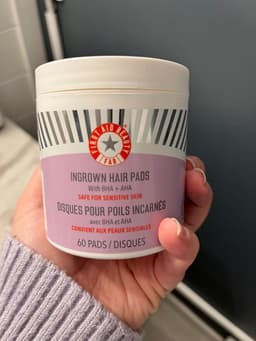 FIRST AID BEAUTY
FAB
INGROWN HAIR PADS
With BHA + AHA
SAFE FOR SENSITIVE SKIN
DISQUES POUR POILS INCARNÉS
avec BHA et AHA
CONVIENT AUX PEAUX SENSIBLES
60 PADS / DISQUES